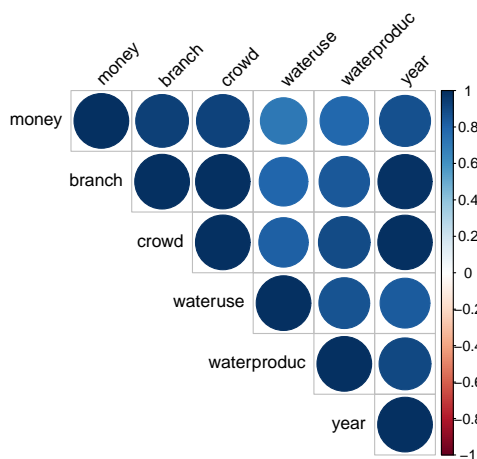 money
branch
crowd
wateruse
waterproduc
year
money
branch
crowd
wateruse
waterproduc
year
1
0.8
0.6
0.4
0.2
0
−0.2
−0.4
−0.6
−0.8
−1